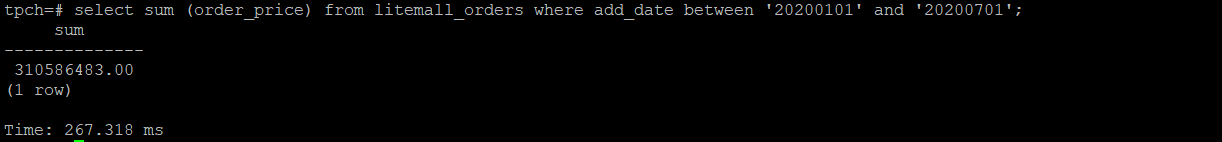 tpch=# select sum (order_price) from litemall_orders where add_date between '20200101' and '20200701';
sum
--------------
310586483.00
(1 row)
Time: 267.318 ms